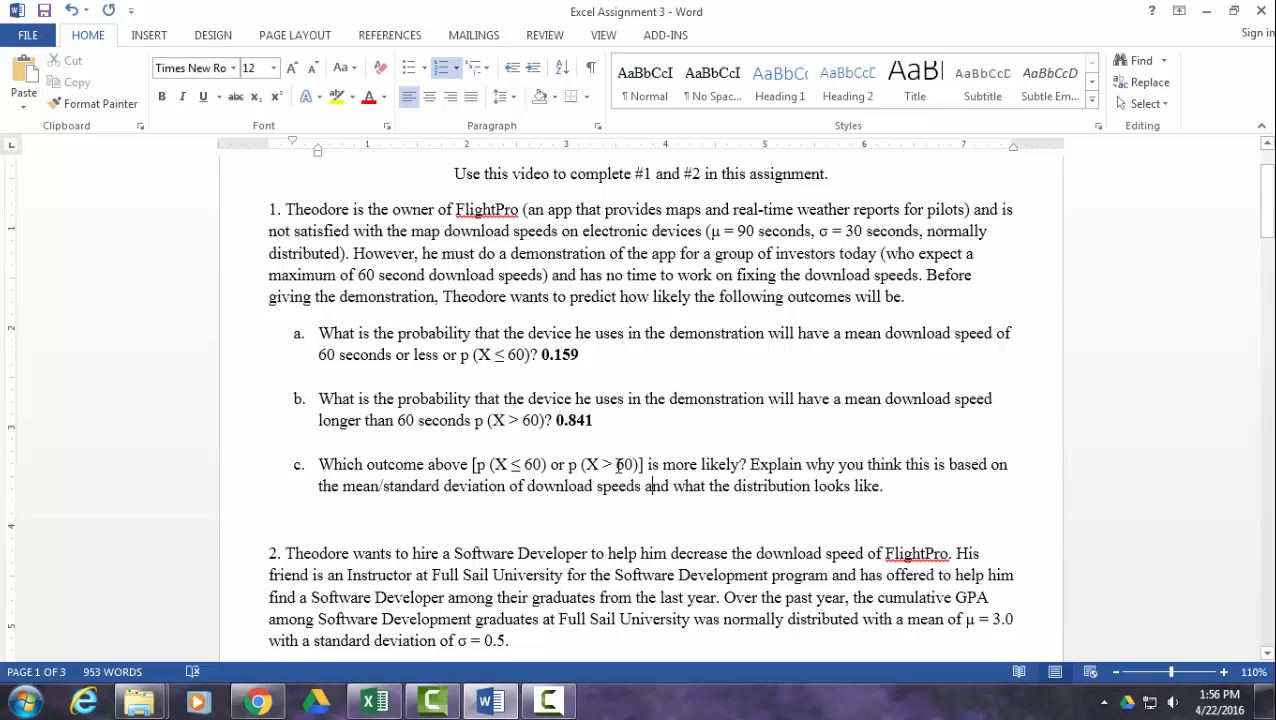 Excel Assignment 3 - Word
Sign in
FILE HOME INSERT DESIGN PAGE LAYOUT REFERENCES MAILINGS REVIEW VIEW ADD-INS
Paste
Cut
Copy
Format Painter
Times New Ro 12
Aa
B I U abc x₂ x²
A
AaBbCcI AaBbCcI AaBbCc AaBbCcI AaBl AaBbCcD AaBbCcD
¶ Normal ¶ No Spac... Heading 1 Heading 2 Title Subtitle Subtle Em...
Find
Replace
Select
Clipboard Font Paragraph Styles Editing
1 2 3 4 5 6 7
Use this video to complete #1 and #2 in this assignment.
1. Theodore is the owner of FlightPro (an app that provides maps and real-time weather reports for pilots) and is
not satisfied with the map download speeds on electronic devices (μ = 90 seconds, σ = 30 seconds, normally
distributed). However, he must do a demonstration of the app for a group of investors today (who expect a
maximum of 60 second download speeds) and has no time to work on fixing the download speeds. Before
giving the demonstration, Theodore wants to predict how likely the following outcomes will be.
a. What is the probability that the device he uses in the demonstration will have a mean download speed of
60 seconds or less or p (X ≤ 60)? 0.159
b. What is the probability that the device he uses in the demonstration will have a mean download speed
longer than 60 seconds p (X > 60)? 0.841
c. Which outcome above [p (X ≤ 60) or p (X > 60)] is more likely? Explain why you think this is based on
the mean/standard deviation of download speeds and what the distribution looks like.
2. Theodore wants to hire a Software Developer to help him decrease the download speed of FlightPro. His
friend is an Instructor at Full Sail University for the Software Development program and has offered to help him
find a Software Developer among their graduates from the last year. Over the past year, the cumulative GPA
among Software Development graduates at Full Sail University was normally distributed with a mean of μ = 3.0
with a standard deviation of σ = 0.5.
PAGE 1 OF 3 953 WORDS
110%
1:56 PM
4/22/2016